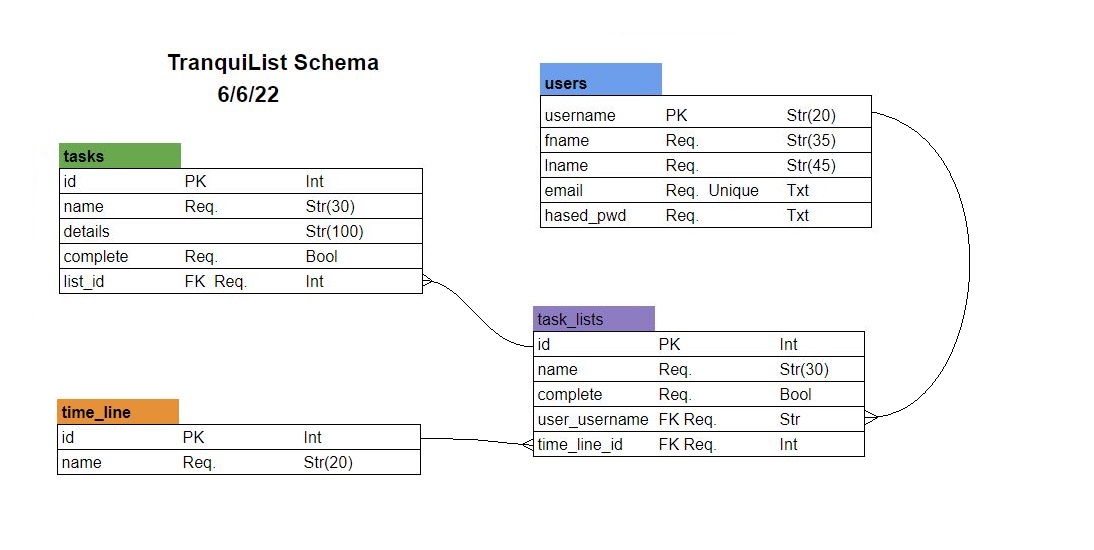 TranquiList Schema
6/6/22
users
username PK Str(20)
fname Req. Str(35)
lname Req. Str(45)
email Req. Unique Txt
hased_pwd Req. Txt
tasks
id PK Int
name Req. Str(30)
details Str(100)
complete Req. Bool
list_id FK Req. Int
task_lists
id PK Int
name Req. Str(30)
complete Req. Bool
user_username FK Req. Str
time_line_id FK Req. Int
time_line
id PK Int
name Req. Str(20)